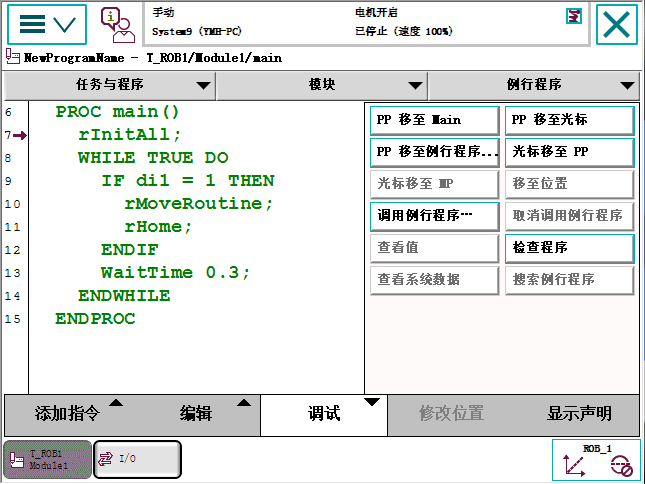 手动
电机开启
System9 (YMH-PC)
已停止 (速度 100%)
NewProgramName - T_ROB1/Module1/main
任务与程序
模块
例行程序
6 PROC main()
7 rInitAll;
8 WHILE TRUE DO
9 IF di1 = 1 THEN
10 rMoveRoutine;
11 rHome;
12 ENDIF
13 WaitTime 0.3;
14 ENDWHILE
15 ENDPROC
PP 移至 Main
PP 移至光标
PP 移至例行程序...
光标移至 PP
光标移至 MP
移至位置
调用例行程序…
取消调用例行程序
查看值
检查程序
查看系统数据
搜索例行程序
添加指令
编辑
调试
修改位置
显示声明
T_ROB1
Module1
I/O
ROB_1